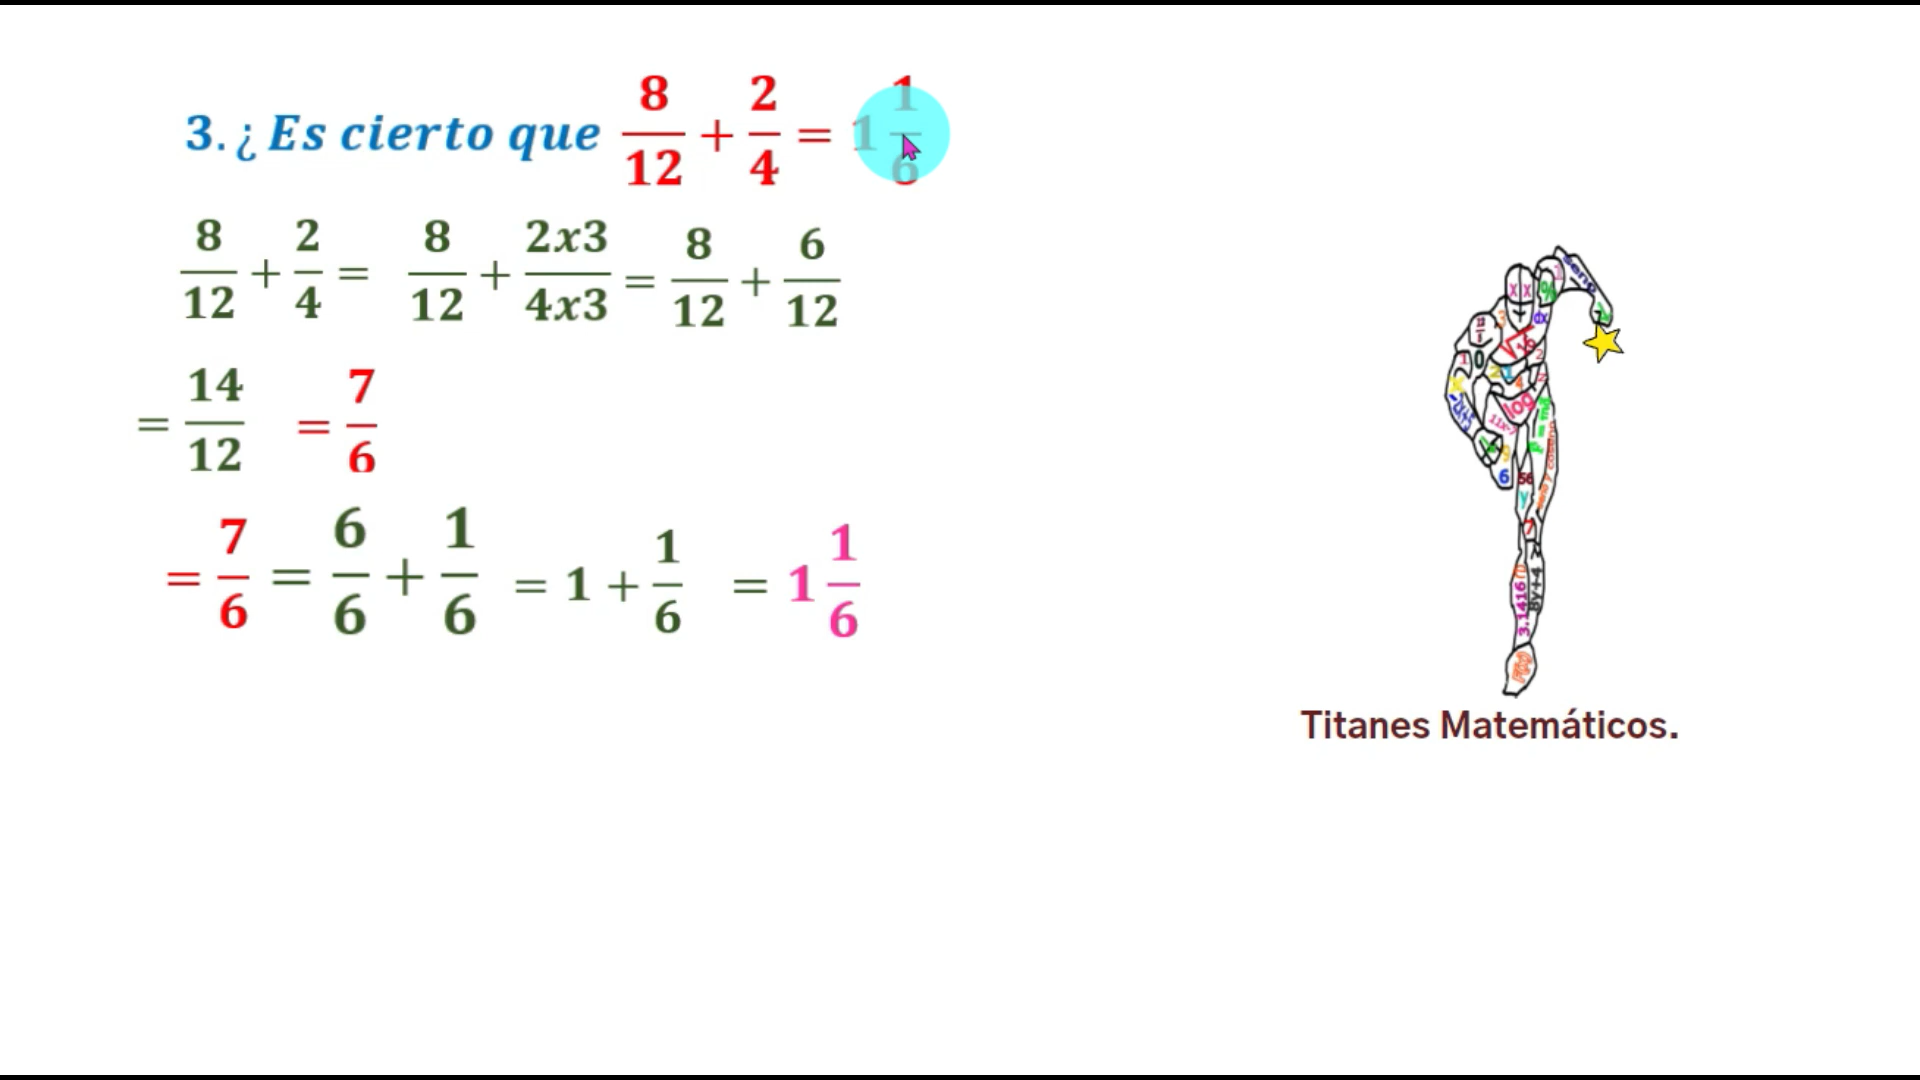 3. ¿ Es cierto que 8/12 + 2/4 = 1 1/6
8/12 + 2/4 = 8/12 + 2x3/4x3 = 8/12 + 6/12
= 14/12 = 7/6
= 7/6 = 6/6 + 1/6 = 1 + 1/6 = 1 1/6
Titanes Matemáticos.